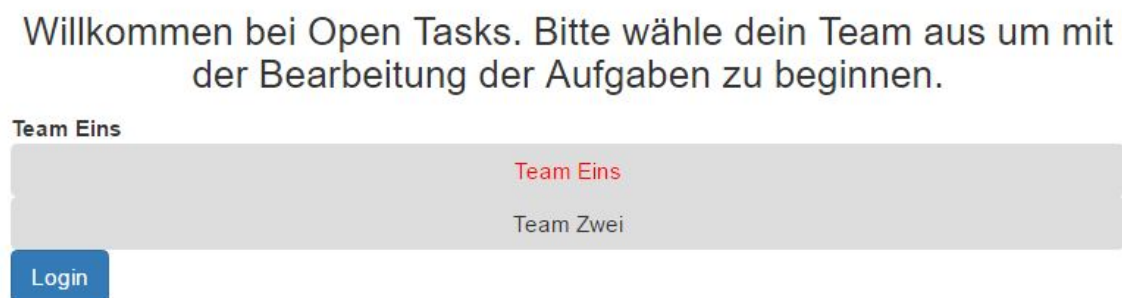 Willkommen bei Open Tasks. Bitte wähle dein Team aus um mit
der Bearbeitung der Aufgaben zu beginnen.
Team Eins
Team Eins
Team Zwei
Login